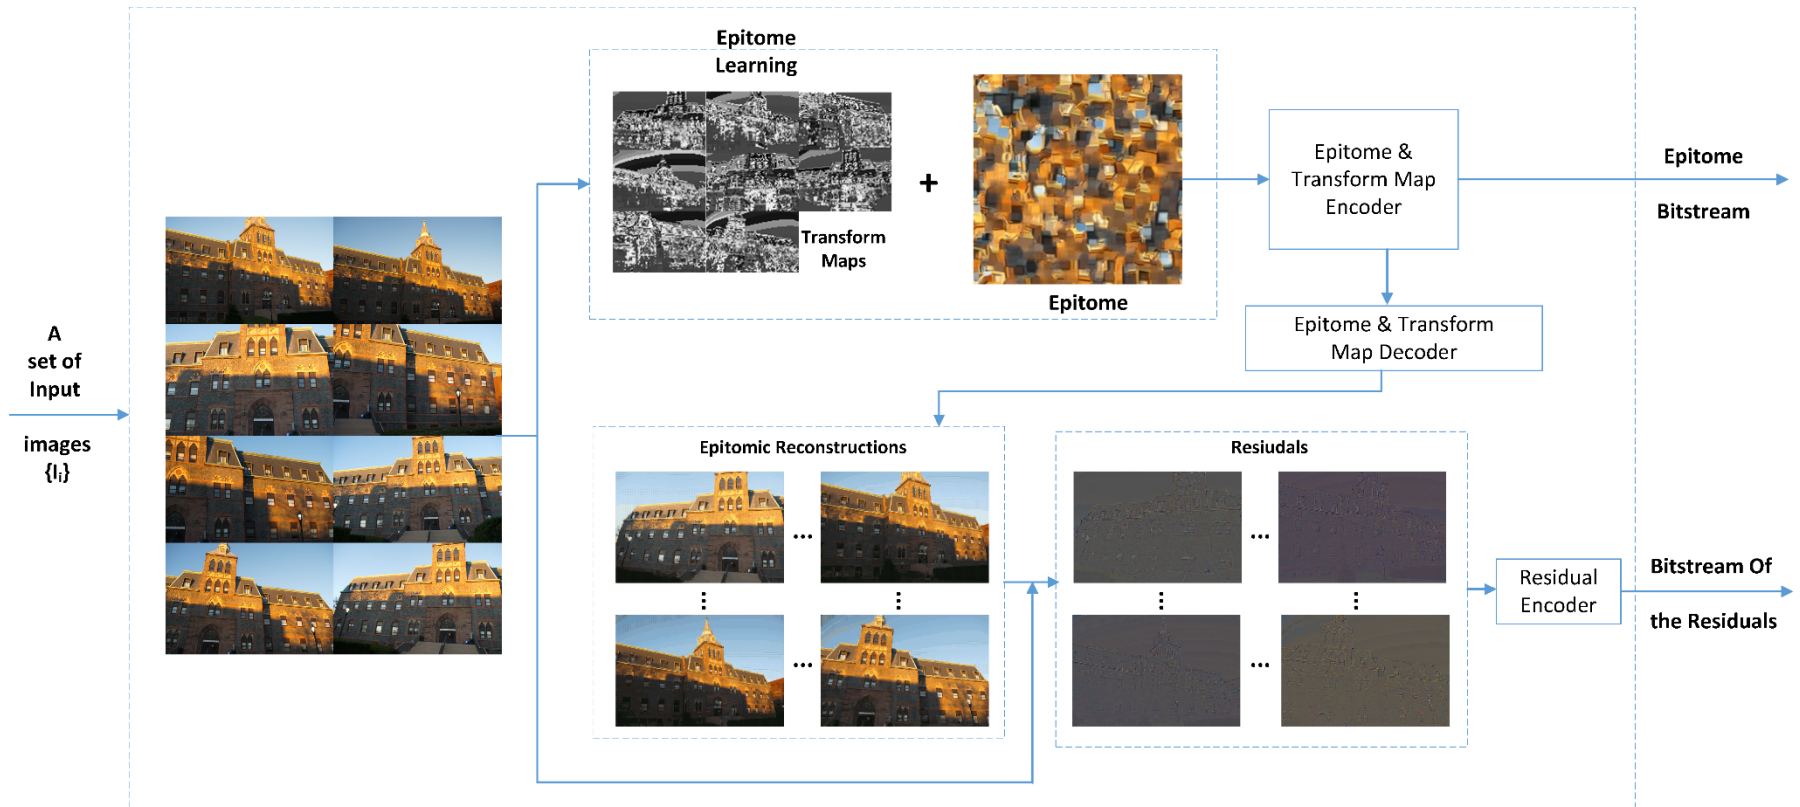 A
set of
Input
images
{Iᵢ}
Epitome
Learning
Transform
Maps
+
Epitome
Epitome &
Transform Map
Encoder
Epitome
Bitstream
Epitome & Transform
Map Decoder
Epitomic Reconstructions
...
...
Resiudals
...
...
Residual
Encoder
Bitstream Of
the Residuals